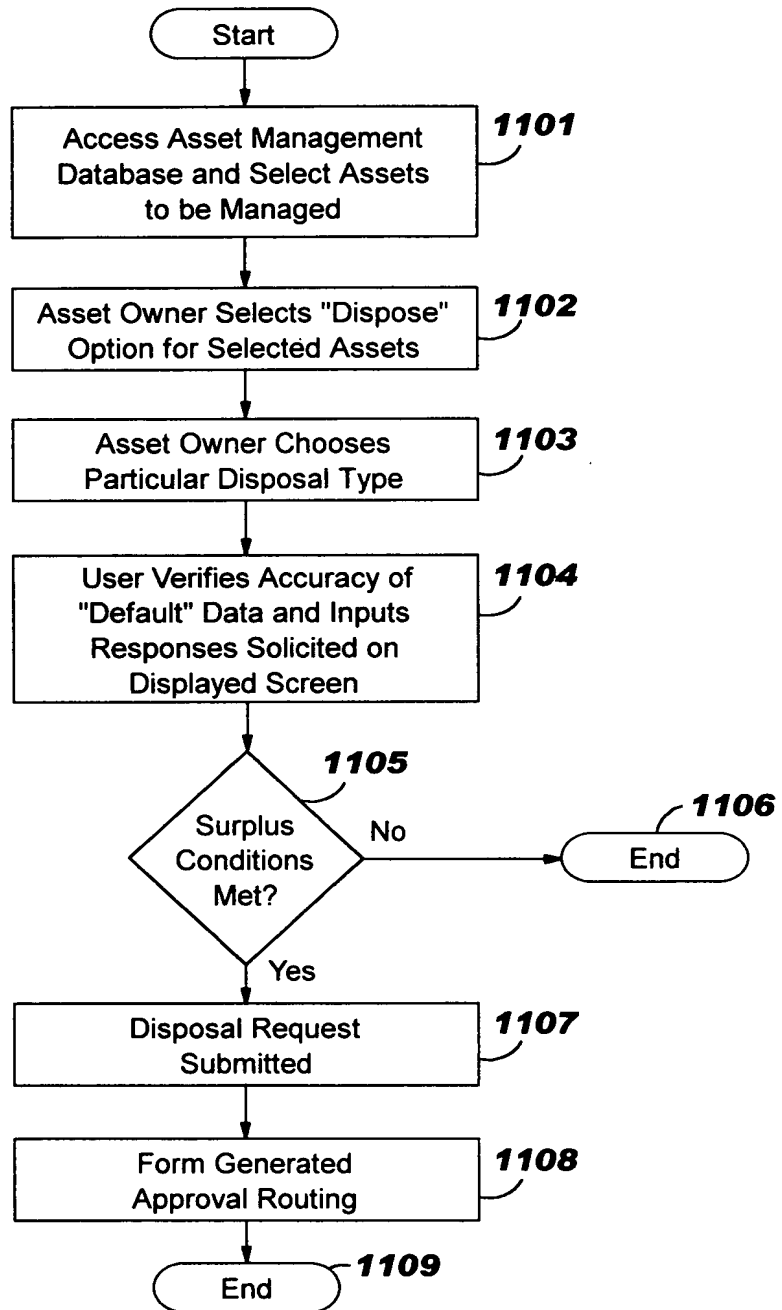 Start
Access Asset Management
Database and Select Assets
to be Managed
1101
Asset Owner Selects "Dispose"
Option for Selected Assets
1102
Asset Owner Chooses
Particular Disposal Type
1103
User Verifies Accuracy of
"Default" Data and Inputs
Responses Solicited on
Displayed Screen
1104
Surplus
Conditions
Met?
1105
No
End
1106
Yes
Disposal Request
Submitted
1107
Form Generated
Approval Routing
1108
End
1109